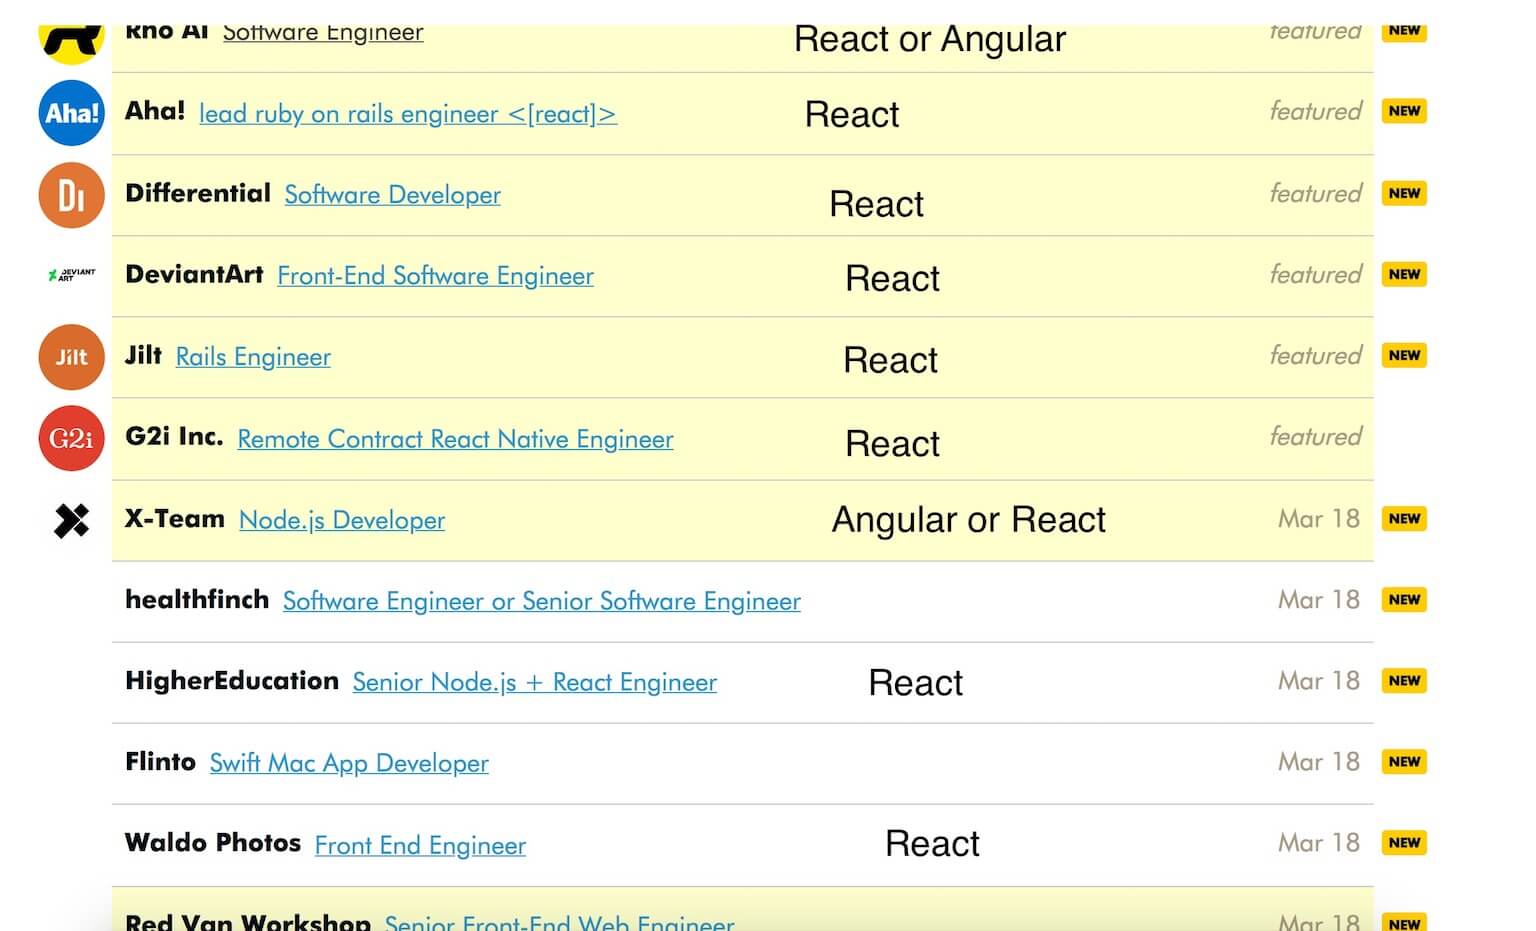 Rho AI Software Engineer React or Angular featured NEW
Aha! Aha! lead ruby on rails engineer <[react]> React featured NEW
DI Differential Software Developer React featured NEW
DEVIANT ART DeviantArt Front-End Software Engineer React featured NEW
Jilt Jilt Rails Engineer React featured NEW
G2i G2i Inc. Remote Contract React Native Engineer React featured
X-Team Node.js Developer Angular or React Mar 18 NEW
healthfinch Software Engineer or Senior Software Engineer Mar 18 NEW
HigherEducation Senior Node.js + React Engineer React Mar 18 NEW
Flinto Swift Mac App Developer Mar 18 NEW
Waldo Photos Front End Engineer React Mar 18 NEW
Red Van Workshop Senior Front-End Web Engineer Mar 18 NEW